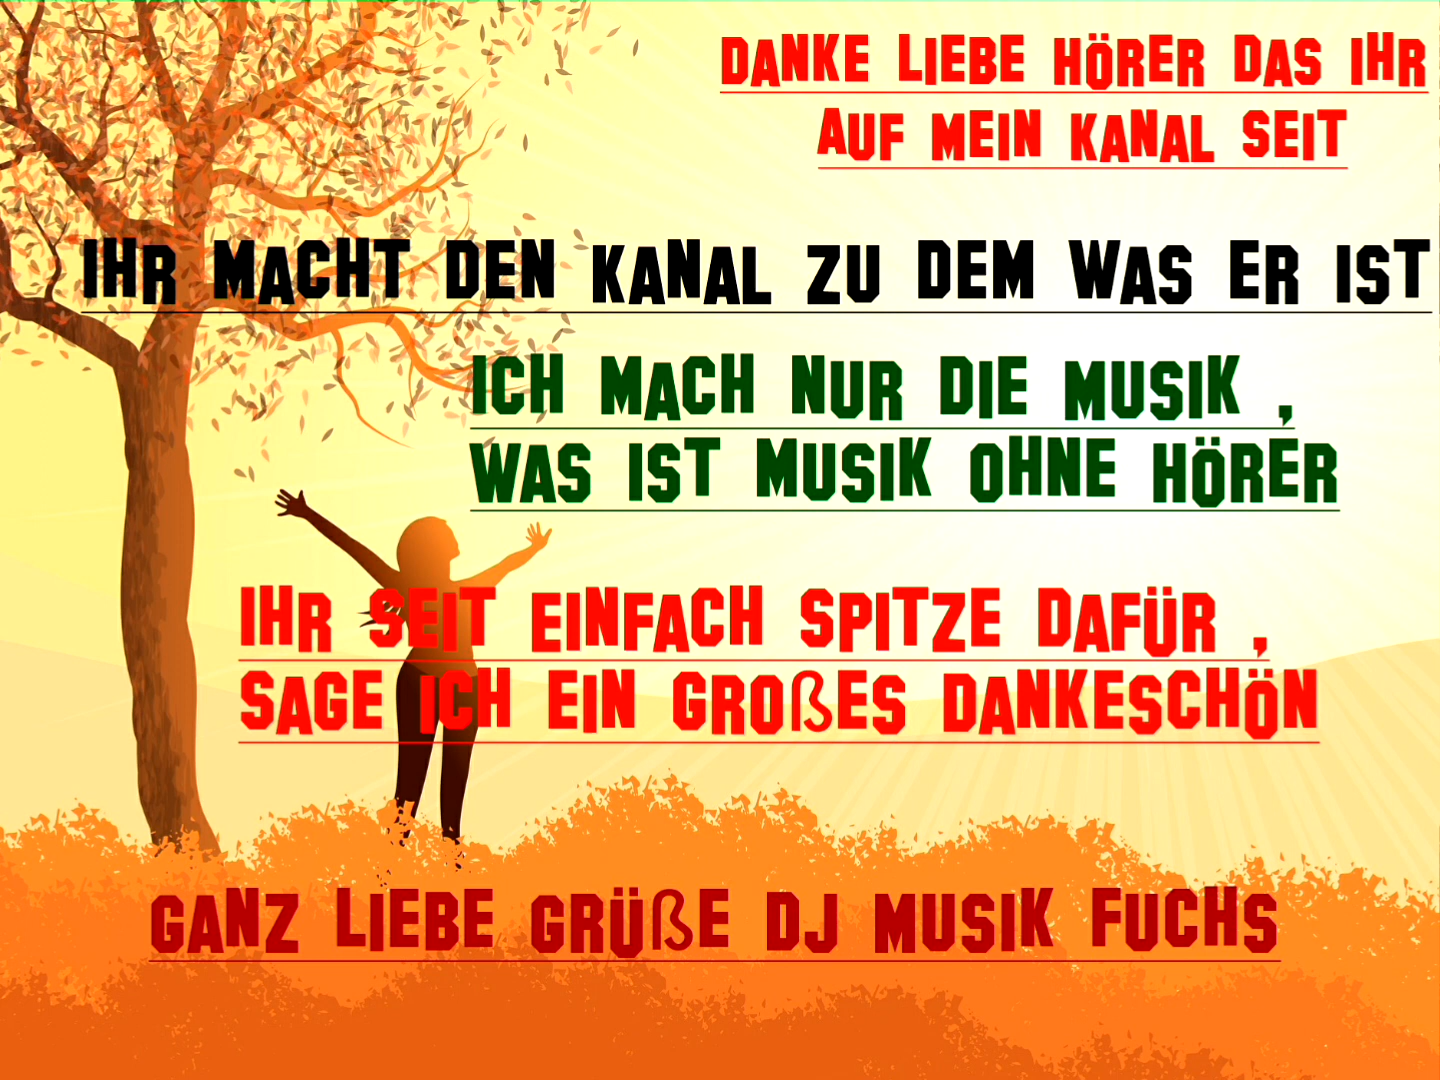 DANKE LIEBE HÖRER DAS IHR
AUF MEIN KANAL SEIT
IHR MACHT DEN KANAL ZU DEM WAS ER IST
ICH MACH NUR DIE MUSIK ,
WAS IST MUSIK OHNE HÖRER
IHR SEIT EINFACH SPITZE DAFÜR ,
SAGE ICH EIN GROßES DANKESCHÖN
GANZ LIEBE GRÜßE DJ MUSIK FUCHS